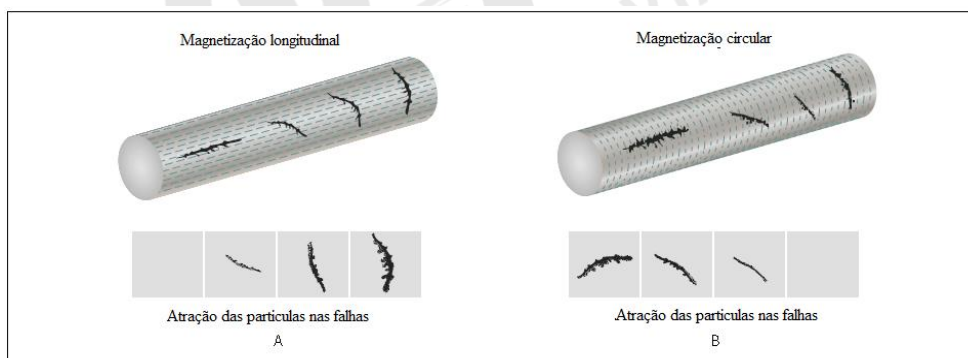 Magnetização longitudinal
Atração das particulas nas falhas
A
Magnetização circular
.Atração das particulas nas falhas
B